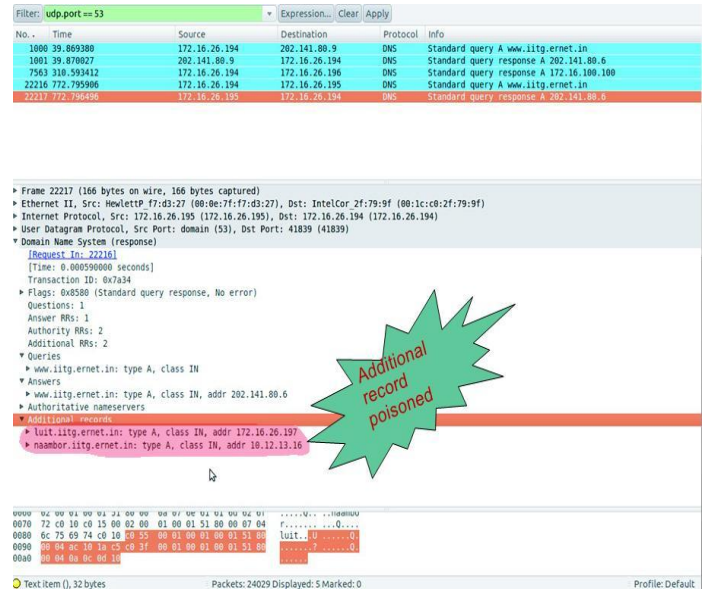 Filter: udp.port == 53 Expression... Clear Apply
No. . Time Source Destination Protocol Info
1000 39.869380 172.16.26.194 202.141.80.9 DNS Standard query A www.iitg.ernet.in
1001 39.870027 202.141.80.9 172.16.26.194 DNS Standard query response A 202.141.80.6
7563 310.593412 172.16.26.194 172.16.26.196 DNS Standard query response A 172.16.100.100
22216 772.795906 172.16.26.194 172.16.26.195 DNS Standard query A www.iitg.ernet.in
22217 772.796496 172.16.26.195 172.16.26.194 DNS Standard query response A 202.141.80.6
Frame 22217 (166 bytes on wire, 166 bytes captured)
Ethernet II, Src: HewlettP_f7:d3:27 (00:0e:7f:f7:d3:27), Dst: IntelCor_2f:79:9f (00:1c:c0:2f:79:9f)
Internet Protocol, Src: 172.16.26.195 (172.16.26.195), Dst: 172.16.26.194 (172.16.26.194)
User Datagram Protocol, Src Port: domain (53), Dst Port: 41839 (41839)
Domain Name System (response)
[Request In: 22216]
[Time: 0.000590000 seconds]
Transaction ID: 0x7a34
Flags: 0x8580 (Standard query response, No error)
Questions: 1
Answer RRs: 1
Authority RRs: 2
Additional RRs: 2
Queries
www.iitg.ernet.in: type A, class IN
Answers
www.iitg.ernet.in: type A, class IN, addr 202.141.80.6
Authoritative nameservers
Additional records
luit.iitg.ernet.in: type A, class IN, addr 172.16.26.197
naambor.iitg.ernet.in: type A, class IN, addr 10.12.13.16
Additional
record
poisoned
0070 72 c0 10 c0 15 00 02 00 01 00 01 51 80 00 07 04 r....... ...Q....
0080 6c 75 69 74 c0 10 c0 55 00 01 00 01 00 01 51 80 luit...U ......Q.
0090 00 04 ac 10 1a c5 c0 3f 00 01 00 01 00 01 51 80 .......? ......Q.
00a0 00 04 0a 0c 0d 10 ......
Text item (), 32 bytes Packets: 24029 Displayed: 5 Marked: 0 Profile: Default